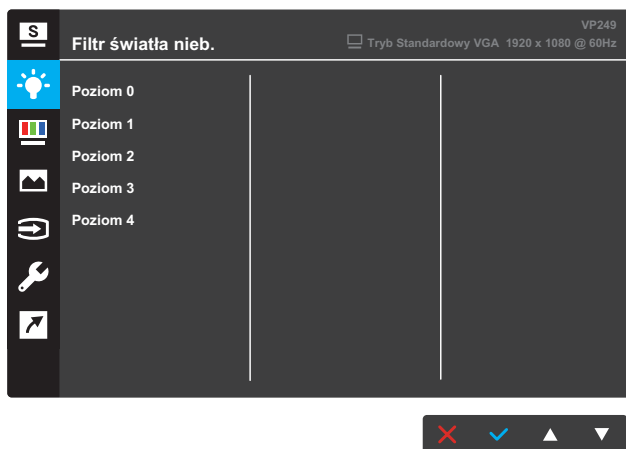 S
VP249
Filtr światła nieb.
Tryb Standardowy VGA 1920 x 1080 @ 60Hz
Poziom 0
Poziom 1
Poziom 2
Poziom 3
Poziom 4